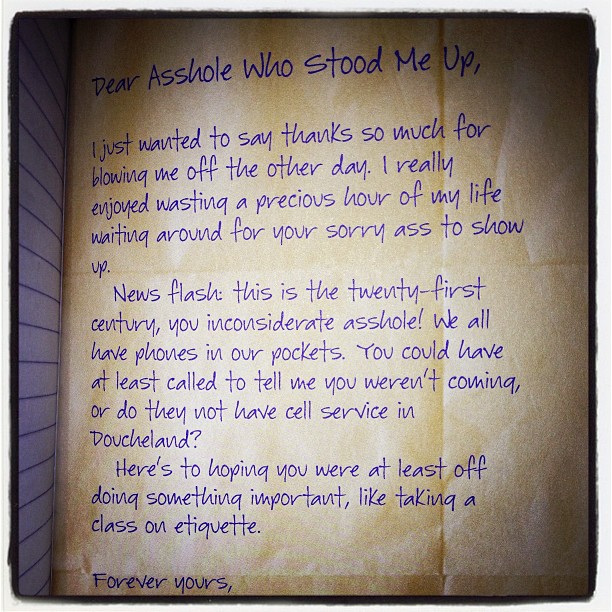 Dear Asshole Who Stood Me Up,
I just wanted to say thanks so much for
blowing me off the other day. I really
enjoyed wasting a precious hour of my life
waiting around for your sorry ass to show
up.
News flash: this is the twenty-first
century, you inconsiderate asshole! We all
have phones in our pockets. You could have
at least called to tell me you weren't coming,
or do they not have cell service in
Doucheland?
Here's to hoping you were at least off
doing something important, like taking a
class on etiquette.
Forever yours,